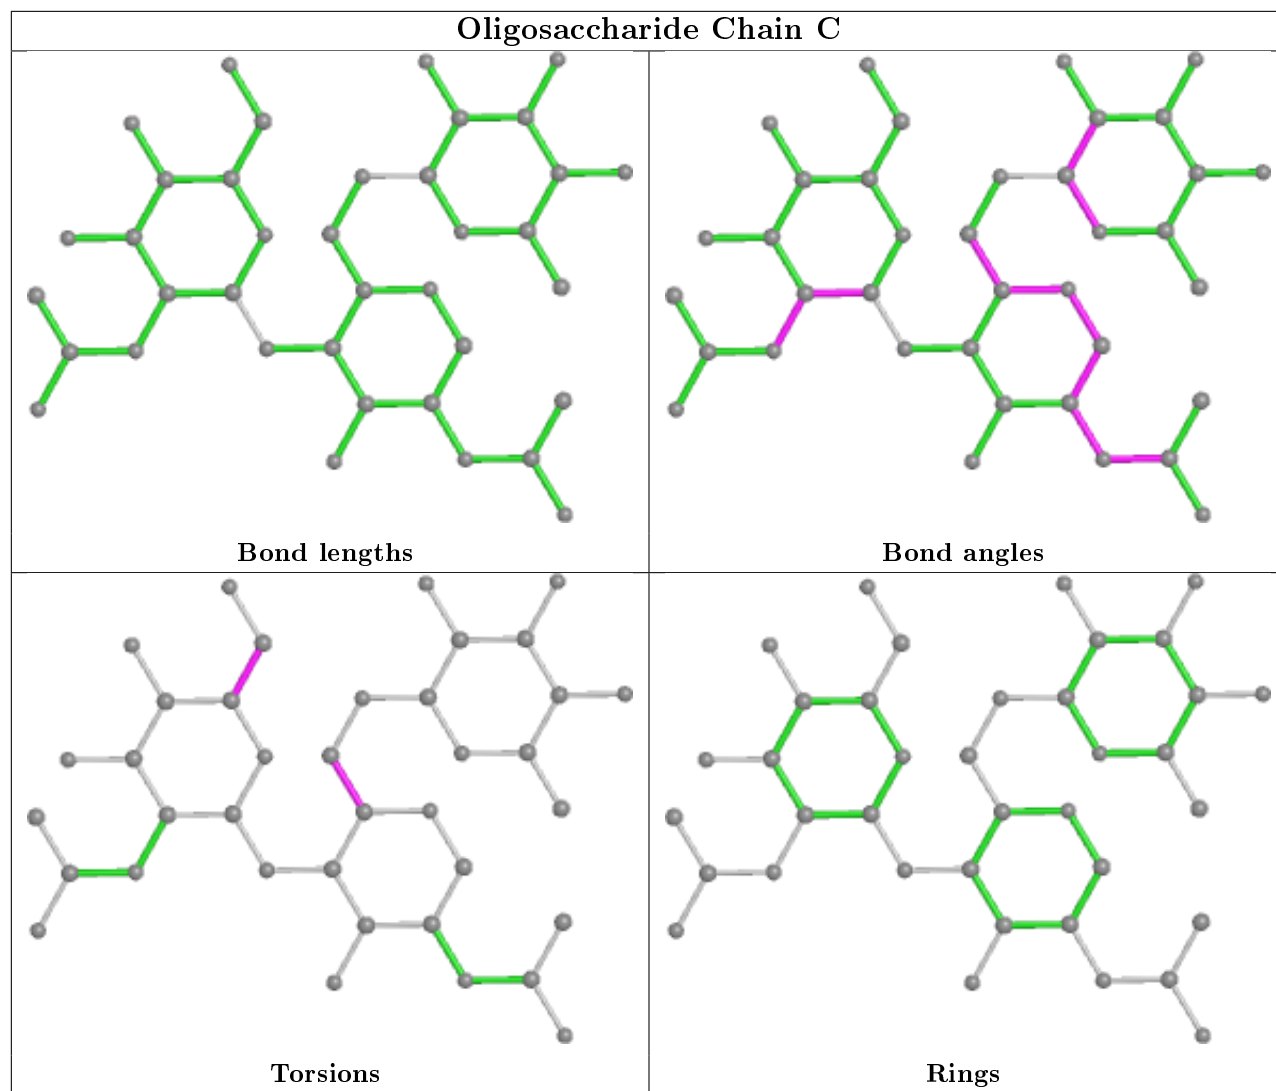 Oligosaccharide Chain C
Bond lengths
Bond angles
Torsions
Rings